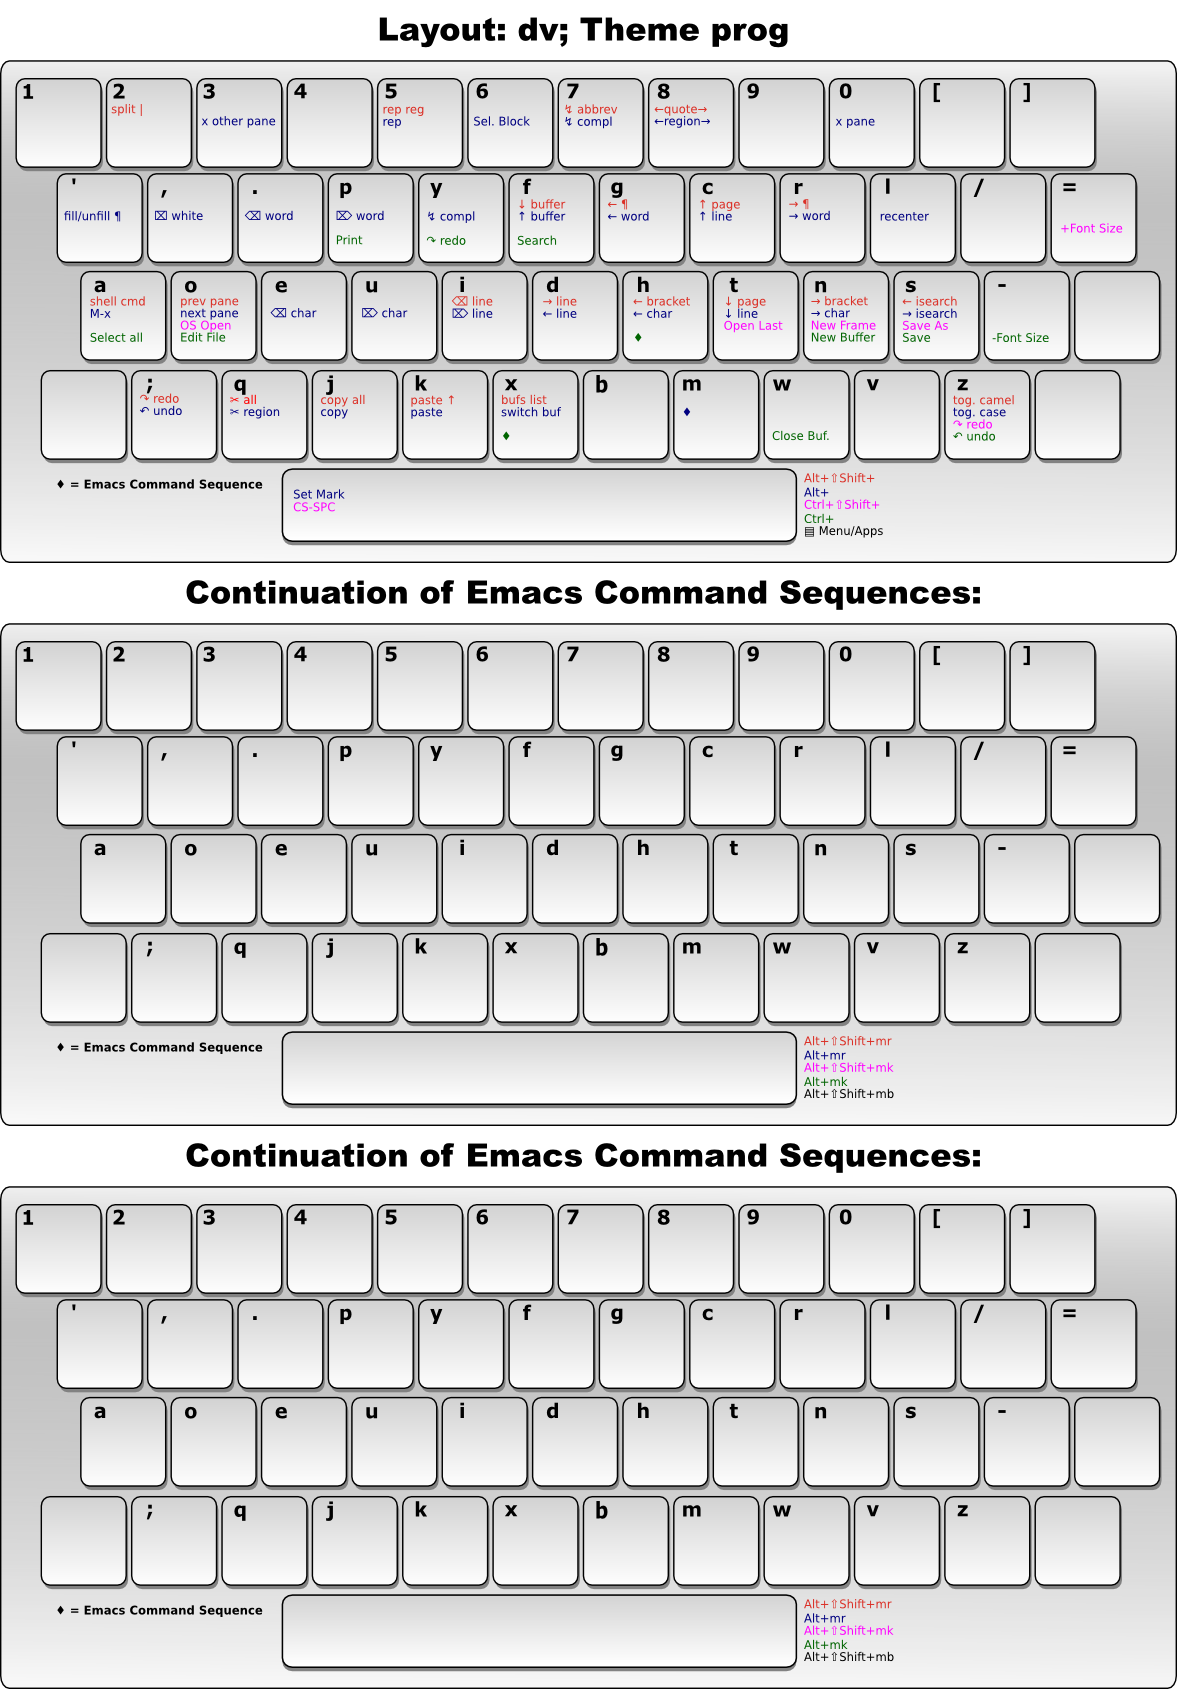 Layout: dv; Theme prog
1 2 3 4 5 6 7 8 9 0 [ ]
split | rep reg ↯ abbrev ←quote→
x other pane rep Sel. Block ↯ compl ←region→ x pane
' , . p y f g c r l / =
↓ buffer ← ¶ ↑ page → ¶
fill/unfill ¶ ⌧ white ⌫ word ⌦ word ↯ compl ↑ buffer ← word ↑ line → word recenter
+Font Size
Print ↷ redo Search
a o e u i d h t n s -
shell cmd prev pane ⌫ line → line ← bracket ↓ page → bracket ← isearch
M-x next pane ⌫ char ⌦ char ⌦ line ← line ← char ↓ line → char → isearch
OS Open Open Last New Frame Save As
Select all Edit File ♦ New Buffer Save -Font Size
; q j k x b m w v z
↷ redo ✂ all copy all paste ↑ bufs list tog. camel
↶ undo ✂ region copy paste switch buf ♦ tog. case
↷ redo
♦ Close Buf. ↶ undo
♦ = Emacs Command Sequence
Set Mark
CS-SPC
Alt+⇧Shift+
Alt+
Ctrl+⇧Shift+
Ctrl+
▤ Menu/Apps
Continuation of Emacs Command Sequences:
1 2 3 4 5 6 7 8 9 0 [ ]
' , . p y f g c r l / =
a o e u i d h t n s -
; q j k x b m w v z
♦ = Emacs Command Sequence
Alt+⇧Shift+mr
Alt+mr
Alt+⇧Shift+mk
Alt+mk
Alt+⇧Shift+mb
Continuation of Emacs Command Sequences:
1 2 3 4 5 6 7 8 9 0 [ ]
' , . p y f g c r l / =
a o e u i d h t n s -
; q j k x b m w v z
♦ = Emacs Command Sequence
Alt+⇧Shift+mr
Alt+mr
Alt+⇧Shift+mk
Alt+mk
Alt+⇧Shift+mb